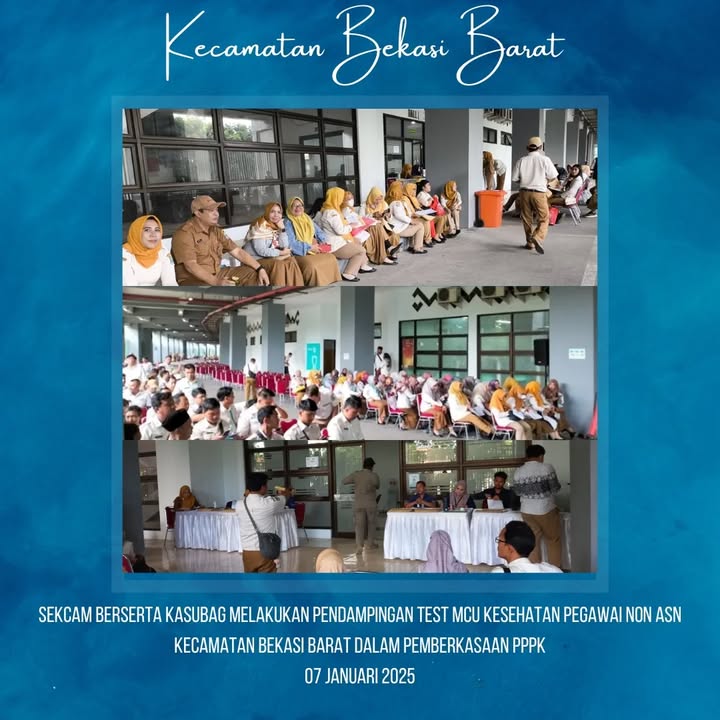 Kecamatan Bekasi Barat
SEKCAM BERSERTA KASUBAG MELAKUKAN PENDAMPINGAN TEST MCU KESEHATAN PEGAWAI NON ASN
KECAMATAN BEKASI BARAT DALAM PEMBERKASAAN PPPK
07 JANUARI 2025